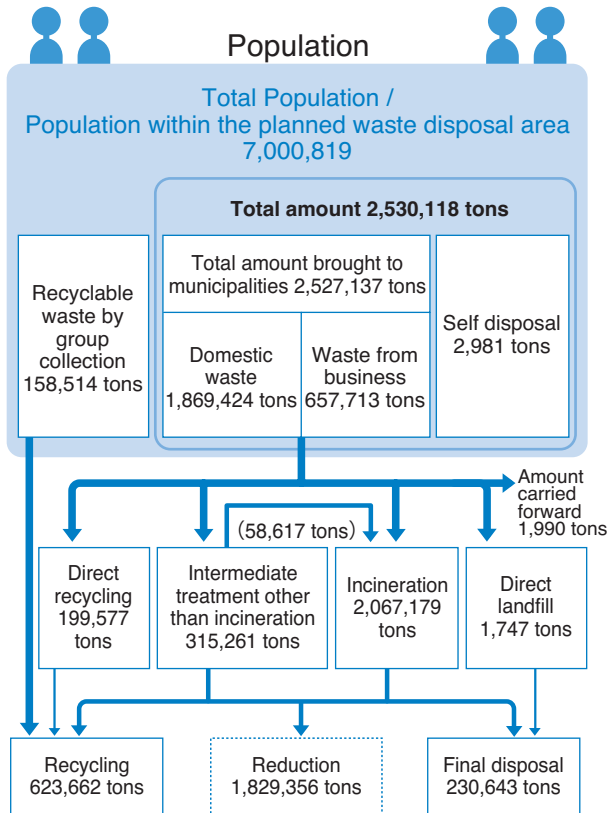 Population
Total Population /
Population within the planned waste disposal area
7,000,819
Total amount 2,530,118 tons
Recyclable
waste by
group
collection
158,514 tons
Total amount brought to
municipalities 2,527,137 tons
Domestic
waste
1,869,424 tons
Waste from
business
657,713 tons
Self disposal
2,981 tons
Amount
carried
forward
1,990 tons
(58,617 tons)
Direct
recycling
199,577
tons
Intermediate
treatment other
than incineration
315,261 tons
Incineration
2,067,179
tons
Direct
landfill
1,747 tons
Recycling
623,662 tons
Reduction
1,829,356 tons
Final disposal
230,643 tons